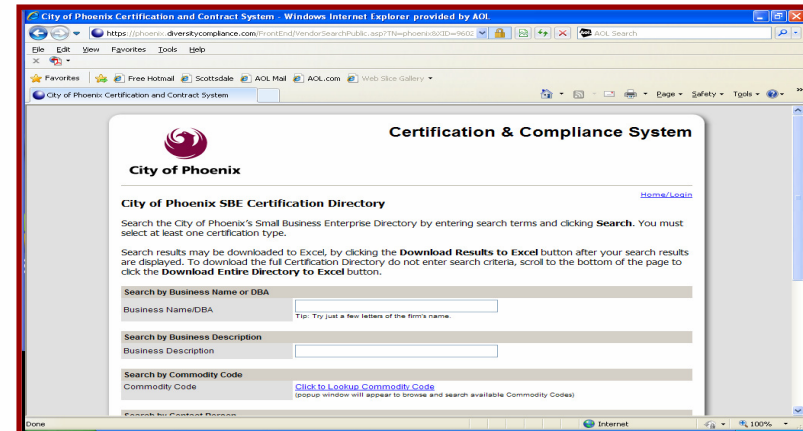 City of Phoenix Certification and Contract System - Windows Internet Explorer provided by AOL
https://phoenix.diversitycompliance.com/FrontEnd/VendorSearchPublic.asp?TN=phoenix&XID=9602
AOL Search
File Edit View Favorites Tools Help
Favorites Free Hotmail Scottsdale AOL Mail AOL.com Web Slice Gallery
City of Phoenix Certification and Contract System
Page Safety Tools
Certification & Compliance System
City of Phoenix
Home/Login
City of Phoenix SBE Certification Directory
Search the City of Phoenix's Small Business Enterprise Directory by entering search terms and clicking Search. You must
select at least one certification type.
Search results may be downloaded to Excel, by clicking the Download Results to Excel button after your search results
are displayed. To download the full Certification Directory do not enter search criteria, scroll to the bottom of the page to
click the Download Entire Directory to Excel button.
Search by Business Name or DBA
Business Name/DBA
Tip: Try just a few letters of the firm's name.
Search by Business Description
Business Description
Search by Commodity Code
Commodity Code Click to Lookup Commodity Code
(popup window will appear to browse and search available Commodity Codes)
Search by Contact Person
Done Internet 100%